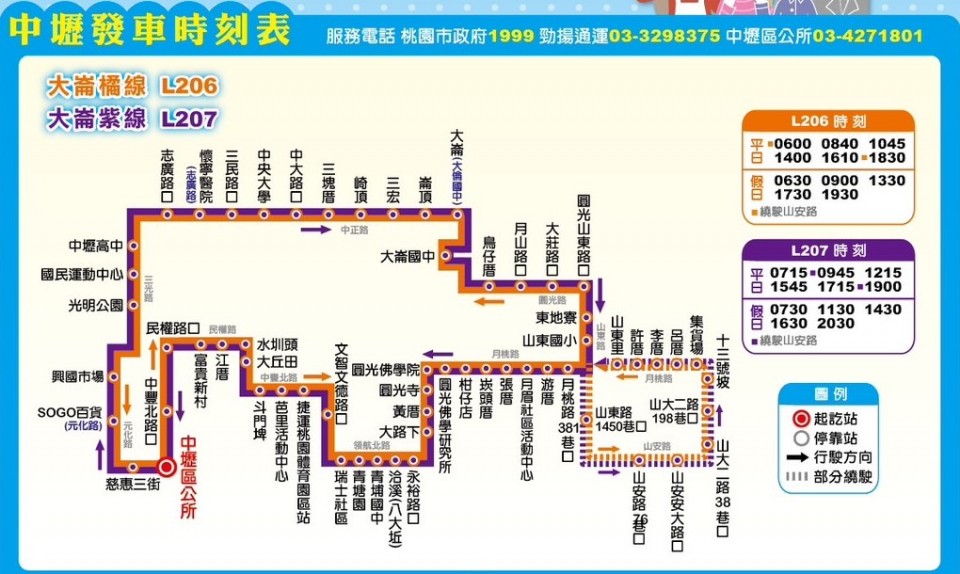 中壢發車時刻表
服務電話 桃園市政府1999 勁揚通運03-3298375 中壢區公所03-4271801
大崙橘線 L206
大崙紫線 L207
L206 時刻
平日 0600 0840 1045
1400 1610 1830
假日 0630 0900 1330
1730 1930
繞駛山安路
L207 時刻
平日 0715 0945 1215
1545 1715 1900
假日 0730 1130 1430
1630 2030
繞駛山安路
圖例
起訖站
停靠站
行駛方向
部分繞駛
志廣路口
懷寧醫院
(志廣路)
三民路口
中央大學
中大路口
三塊厝
崎頂
三宏
崙頂
大崙(大崙國中)
中正路
中壢高中
國民運動中心
光明公園
三光路
興國市場
SOGO百貨
(元化路)
元化路
慈惠三街
中壢區公所
中豐北路口
民權路口
民權路
富貴新村
江厝
水圳頭
大丘田
中豐北路
斗門埤
芭里活動中心
捷運桃園體育園區站
文智文德路口
瑞士社區
青塘園
青埔國中
洽溪(八大坵)
永裕路口
領航北路
大路下
黃厝
圓光寺
圓光佛學院
圓光佛學研究所
柑仔店
崁頭厝
張厝
月眉社區活動中心
游厝
月桃路381巷口
月桃路
大崙國中
鳥仔厝
月山路口
大莊路口
圓光山東路口
圓光路
東地寮
山東國小
山東路
山東里
許厝
李厝
呂厝
集貨場
十三號坡
月桃路
山東路
1450巷口
山大二路
198巷口
山安路
山安路76巷口
山安安大路口
山大二路38巷口